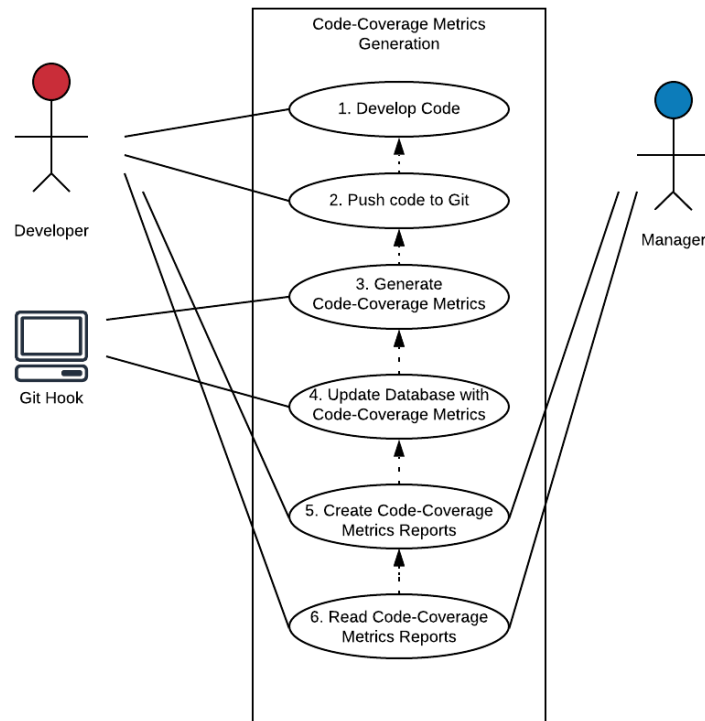 Code-Coverage Metrics
Generation
1. Develop Code
2. Push code to Git
Developer
Manager
3. Generate
Code-Coverage Metrics
Git Hook
4. Update Database with
Code-Coverage Metrics
5. Create Code-Coverage
Metrics Reports
6. Read Code-Coverage
Metrics Reports